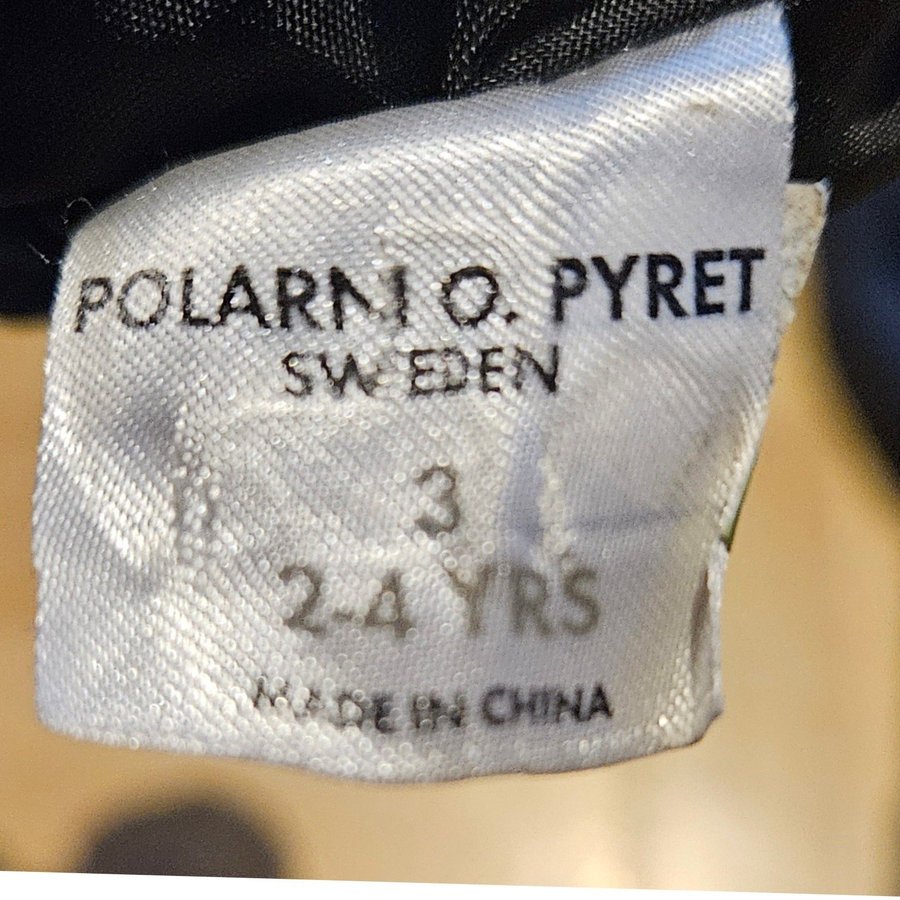 POLARN O. PYRET
SWEDEN
3
2-4 YRS
MADE IN CHINA